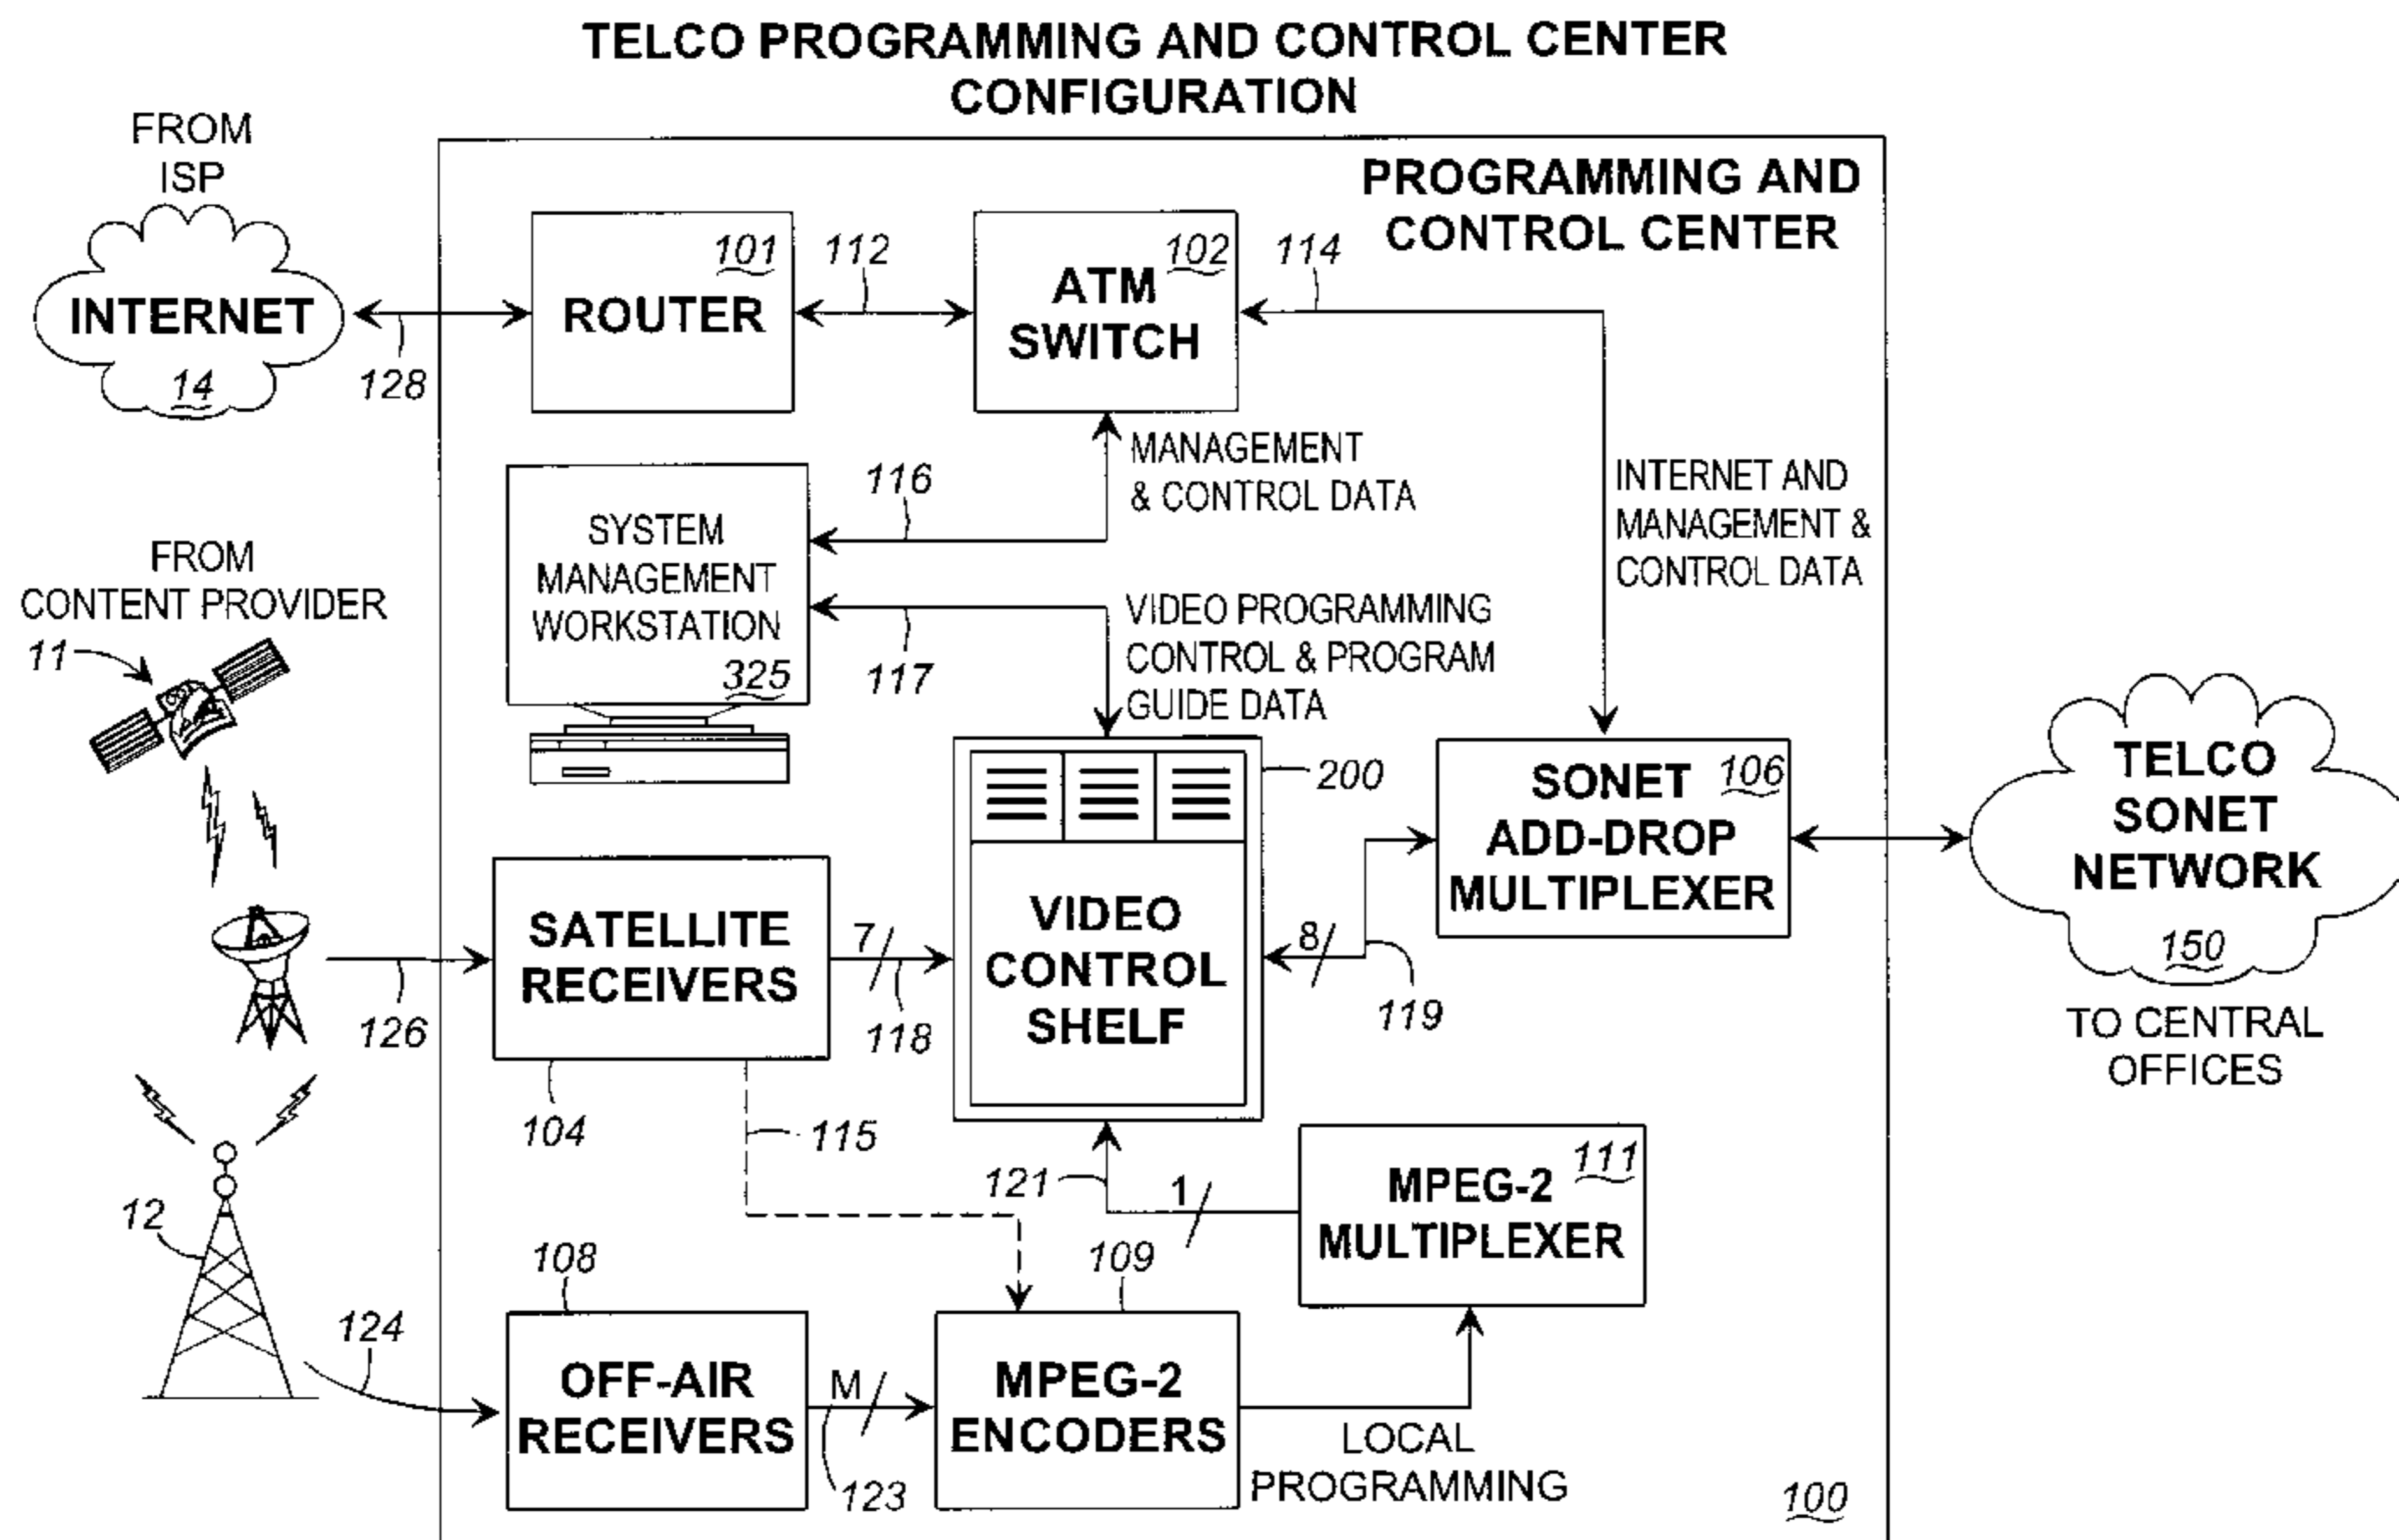 TELCO PROGRAMMING AND CONTROL CENTER
CONFIGURATION
FROM
ISP
INTERNET
14
128
PROGRAMMING AND
CONTROL CENTER
101
ROUTER
112
102
ATM
SWITCH
114
MANAGEMENT
& CONTROL DATA
116
INTERNET AND
MANAGEMENT &
CONTROL DATA
SYSTEM
MANAGEMENT
WORKSTATION
325
117
VIDEO PROGRAMMING
CONTROL & PROGRAM
GUIDE DATA
FROM
CONTENT PROVIDER
11
126
SATELLITE
RECEIVERS
104
7
118
115
200
VIDEO
CONTROL
SHELF
8
119
SONET
ADD-DROP
MULTIPLEXER
106
TELCO
SONET
NETWORK
150
TO CENTRAL
OFFICES
121
1
111
MPEG-2
MULTIPLEXER
12
124
108
OFF-AIR
RECEIVERS
M
123
109
MPEG-2
ENCODERS
LOCAL
PROGRAMMING
100